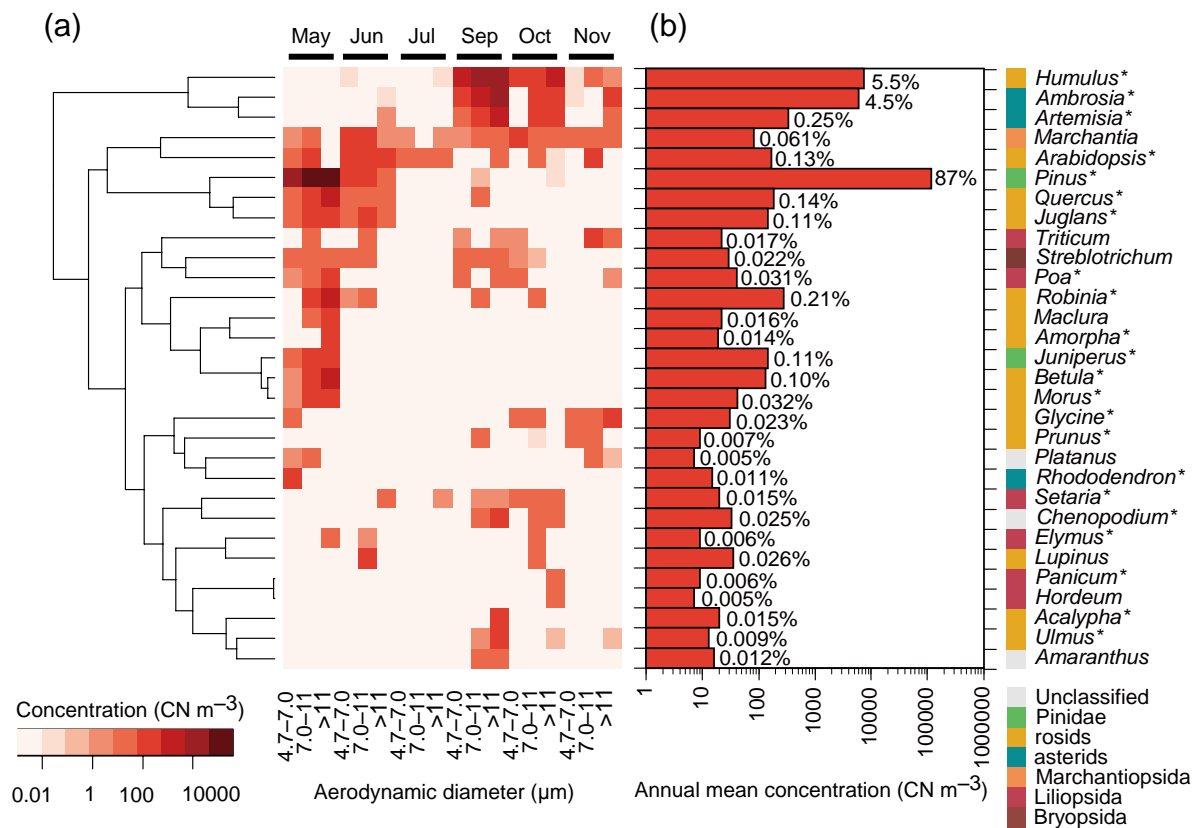 (a)
May Jun Jul Sep Oct Nov
4.7–7.0
7.0–11
>11
4.7–7.0
7.0–11
>11
4.7–7.0
7.0–11
>11
4.7–7.0
7.0–11
>11
4.7–7.0
7.0–11
>11
4.7–7.0
7.0–11
>11
Aerodynamic diameter (µm)
Concentration (CN m–3)
0.01 1 100 10000
(b)
5.5%
4.5%
0.25%
0.061%
0.13%
87%
0.14%
0.11%
0.017%
0.022%
0.031%
0.21%
0.016%
0.014%
0.11%
0.10%
0.032%
0.023%
0.007%
0.005%
0.011%
0.015%
0.025%
0.006%
0.026%
0.006%
0.005%
0.015%
0.009%
0.012%
1
10
100
1000
10000
100000
1000000
Annual mean concentration (CN m–3)
Humulus*
Ambrosia*
Artemisia*
Marchantia
Arabidopsis*
Pinus*
Quercus*
Juglans*
Triticum
Streblotrichum
Poa*
Robinia*
Maclura
Amorpha*
Juniperus*
Betula*
Morus*
Glycine*
Prunus*
Platanus
Rhododendron*
Setaria*
Chenopodium*
Elymus*
Lupinus
Panicum*
Hordeum
Acalypha*
Ulmus*
Amaranthus
Unclassified
Pinidae
rosids
asterids
Marchantiopsida
Liliopsida
Bryopsida